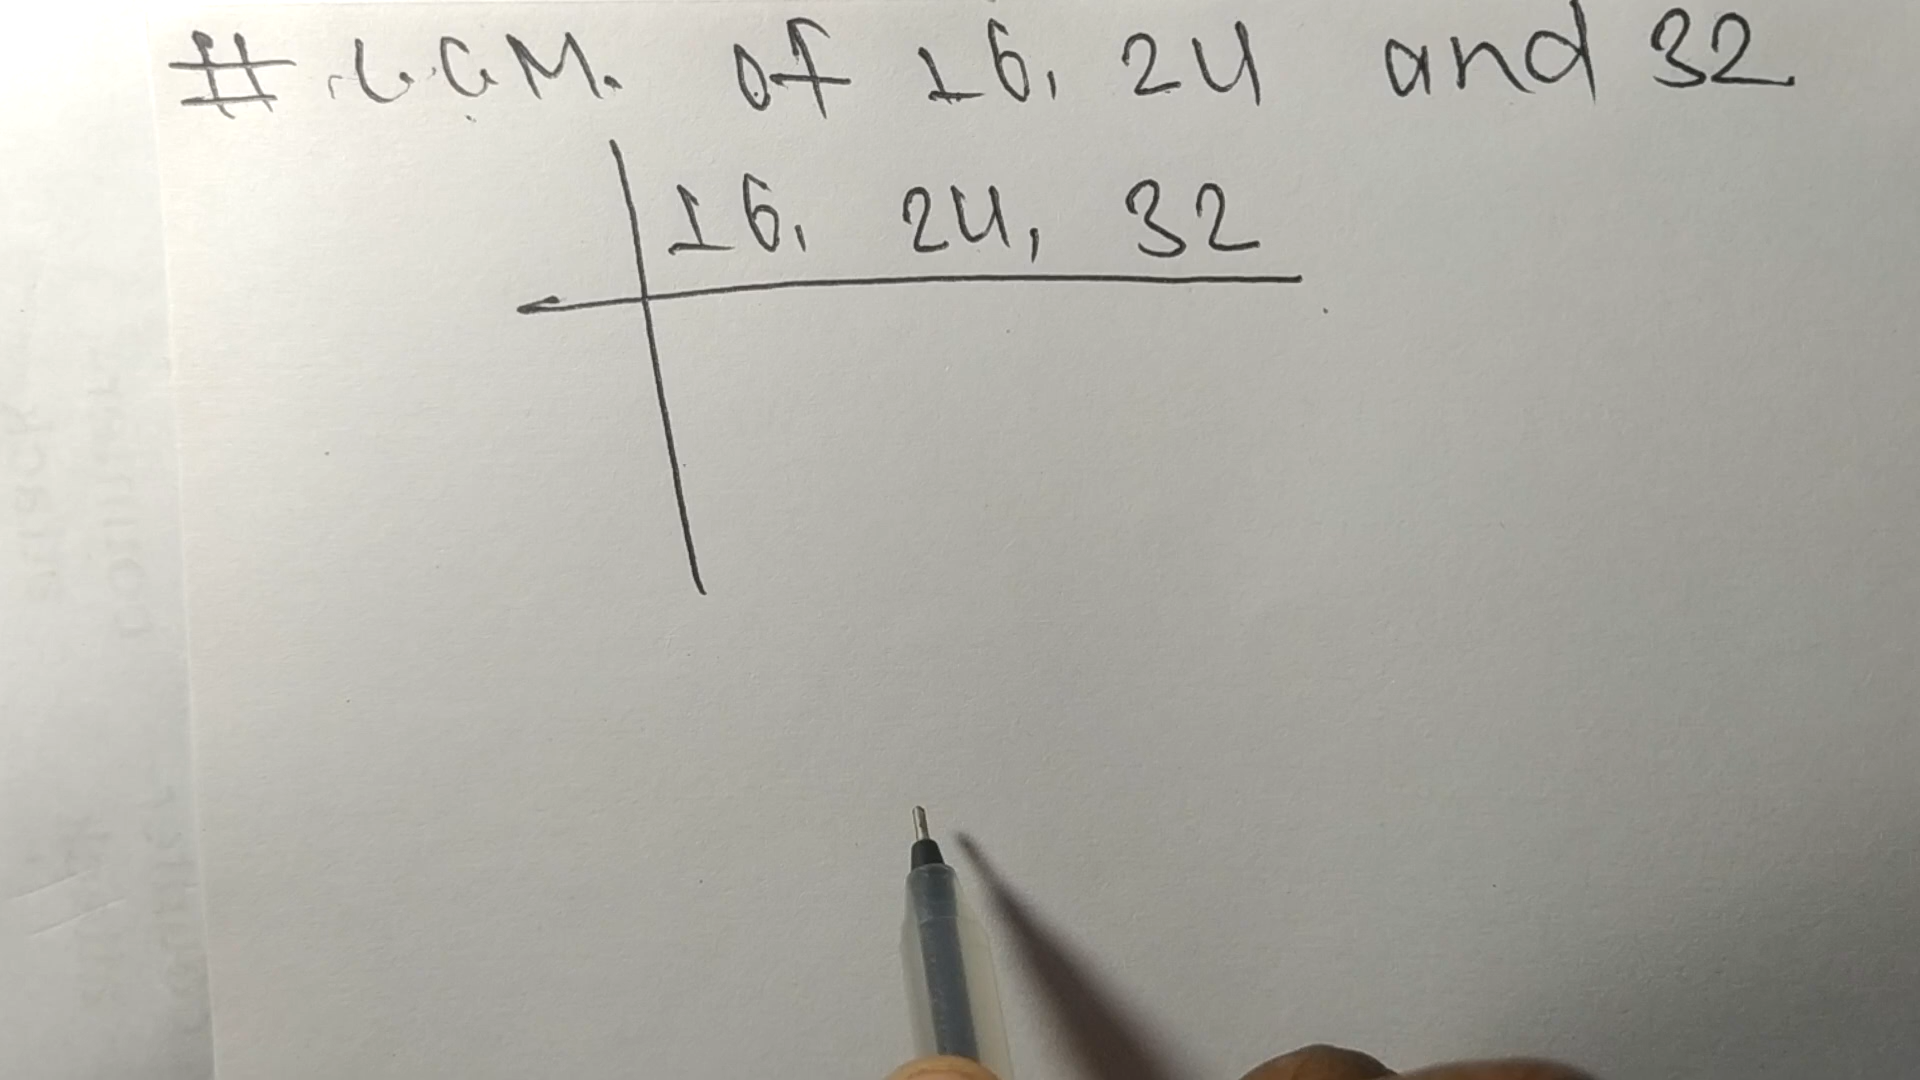 # L.C.M. of 16, 24 and 32
16, 24, 32